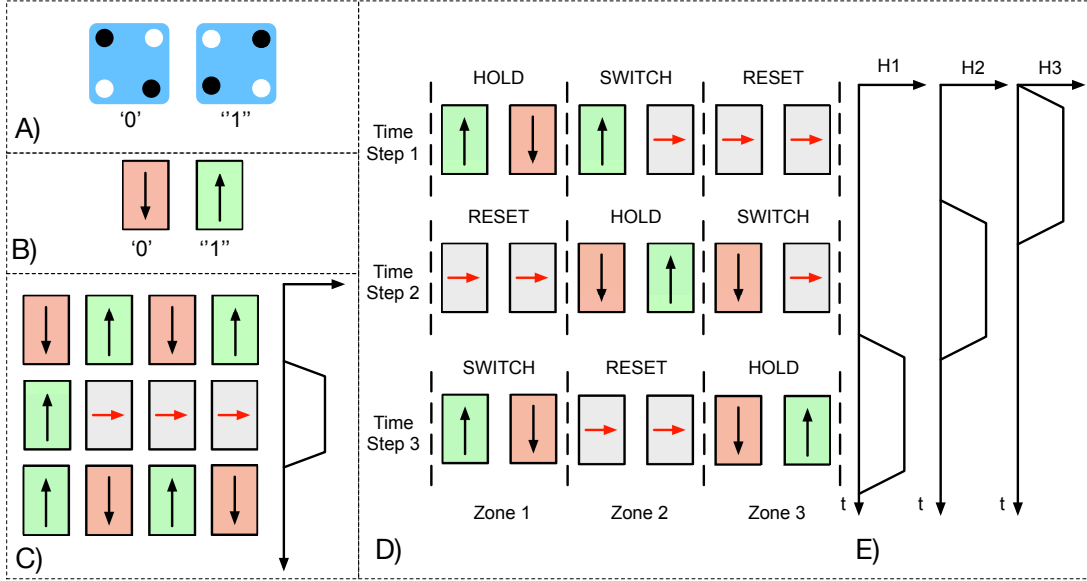 '0' ‘’1’’
A)
'0' ‘’1’’
B)
C)
HOLD SWITCH RESET
Time
Step 1
RESET HOLD SWITCH
Time
Step 2
SWITCH RESET HOLD
Time
Step 3
Zone 1 Zone 2 Zone 3
D)
H1 H2 H3
t t t
E)